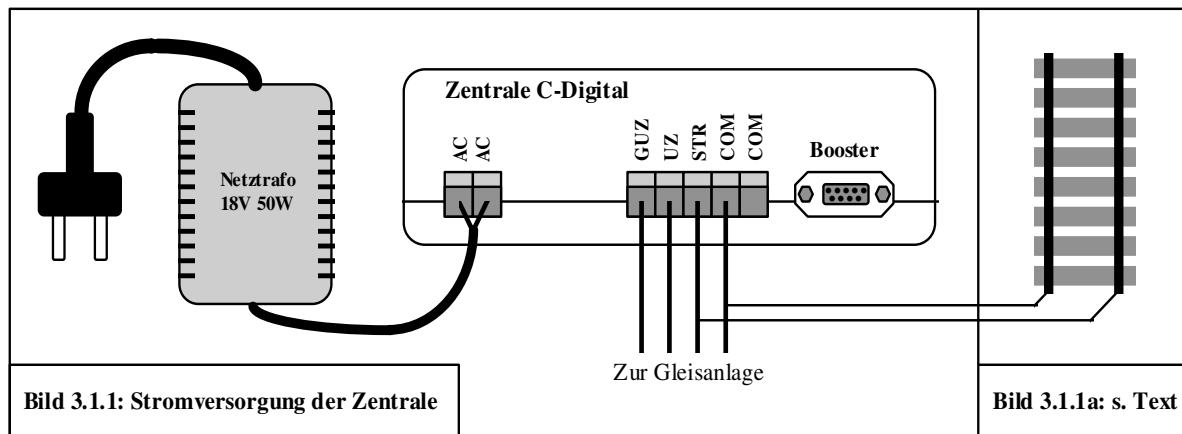 Zentrale C-Digital
AC
AC
GUZ
UZ
STR
COM
COM
Booster
Netztrafo
18V 50W
Zur Gleisanlage
Bild 3.1.1: Stromversorgung der Zentrale
Bild 3.1.1a: s. Text